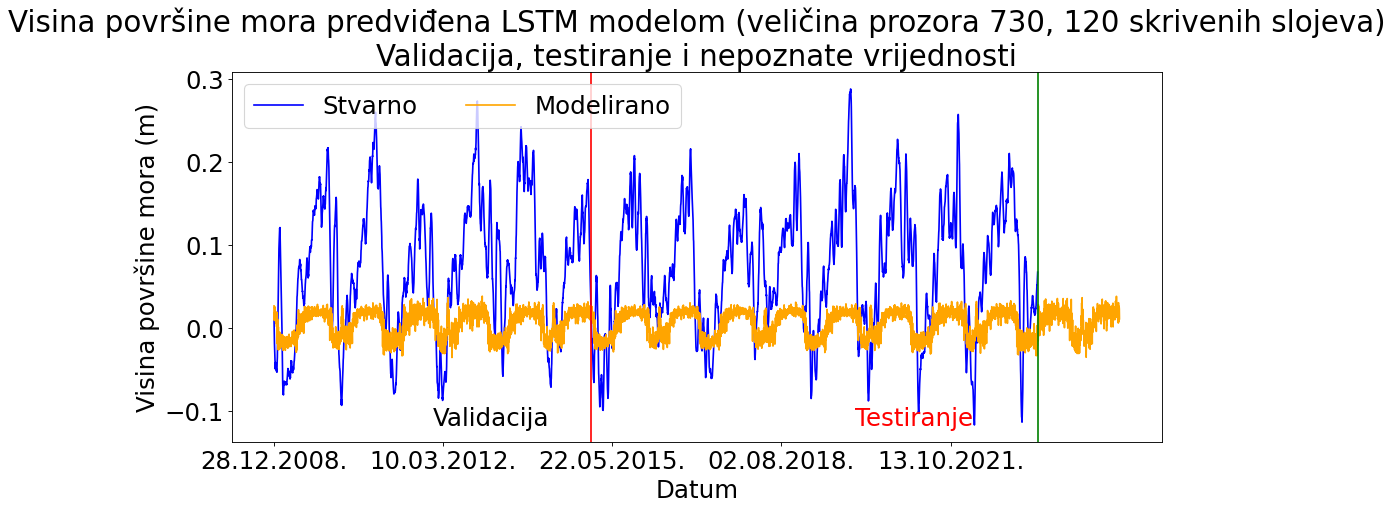 Visina površine mora predviđena LSTM modelom (veličina prozora 730, 120 skrivenih slojeva)
Validacija, testiranje i nepoznate vrijednosti
Stvarno
Modelirano
Visina površine mora (m)
0.3
0.2
0.1
0.0
−0.1
Validacija
Testiranje
28.12.2008.
10.03.2012.
22.05.2015.
02.08.2018.
13.10.2021.
Datum